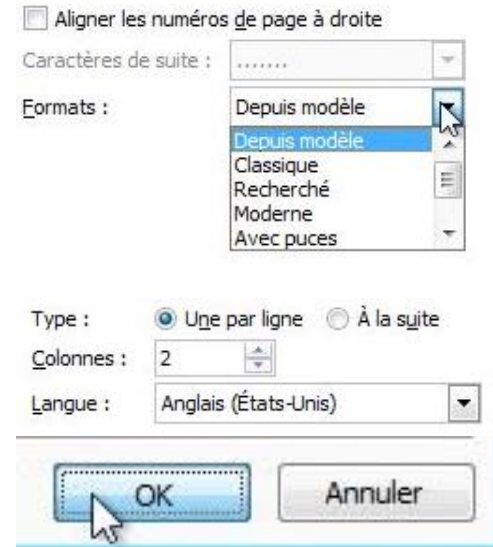 Aligner les numéros de page à droite
Caractères de suite : .......
Formats : Depuis modèle
Depuis modèle
Classique
Recherché
Moderne
Avec puces
Type : Une par ligne À la suite
Colonnes : 2
Langue : Anglais (États-Unis)
OK Annuler